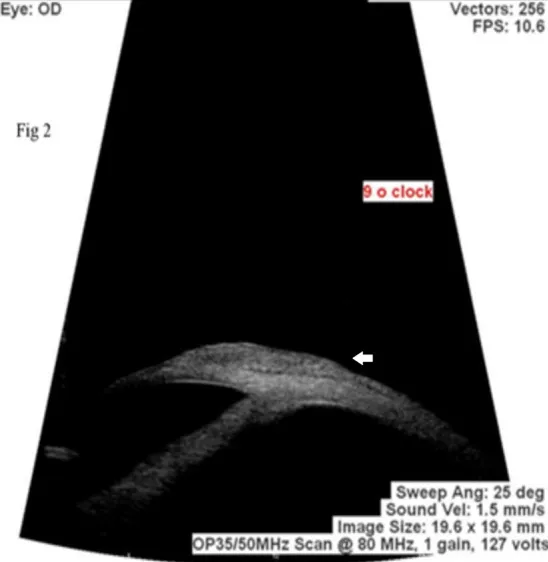 Eye: OD
Vectors: 256
FPS: 10.6
Fig 2
9 o clock
Sweep Ang: 25 deg
Sound Vel: 1.5 mm/s
Image Size: 19.6 x 19.6 mm
OP35/50MHz Scan @ 80 MHz, 1 gain, 127 volts